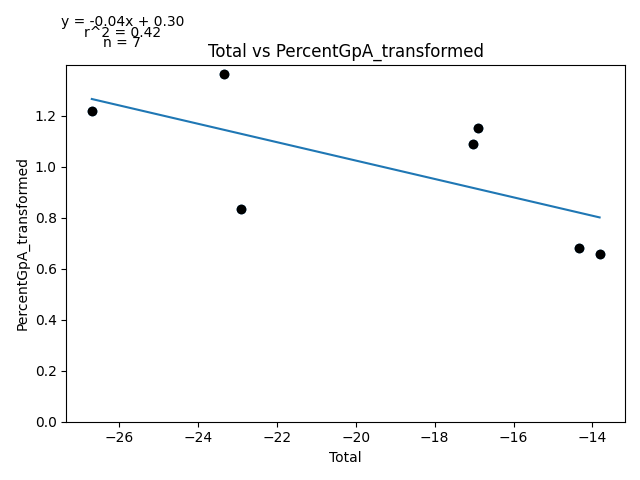 y = -0.04x + 0.30
r^2 = 0.42
n = 7
Total vs PercentGpA_transformed
PercentGpA_transformed
1.2
1.0
0.8
0.6
0.4
0.2
0.0
−26 −24 −22 −20 −18 −16 −14
Total